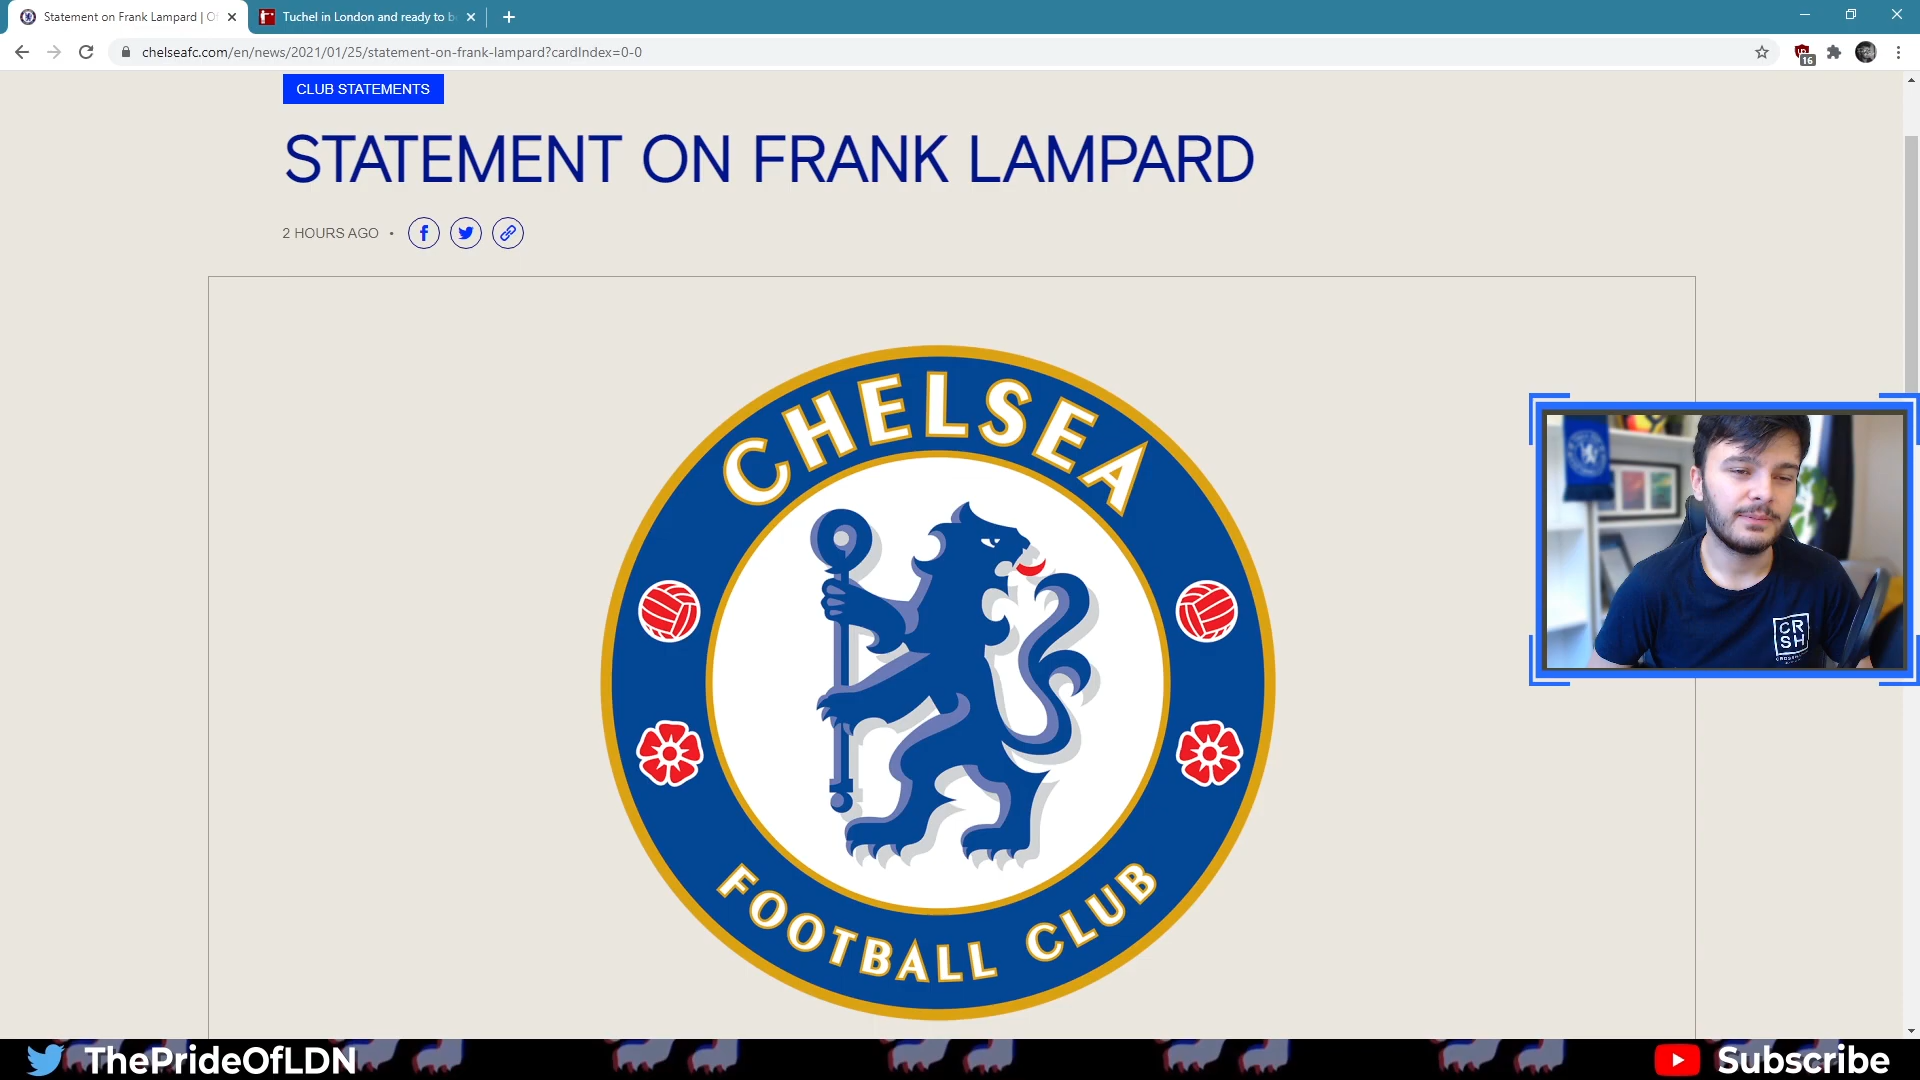 Statement on Frank Lampard | O
Tuchel in London and ready to b
chelseafc.com/en/news/2021/01/25/statement-on-frank-lampard?cardIndex=0-0
16
CLUB STATEMENTS
STATEMENT ON FRANK LAMPARD
2 HOURS AGO
CHELSEA
FOOTBALL CLUB
CR
SH
ThePrideOfLDN
Subscribe